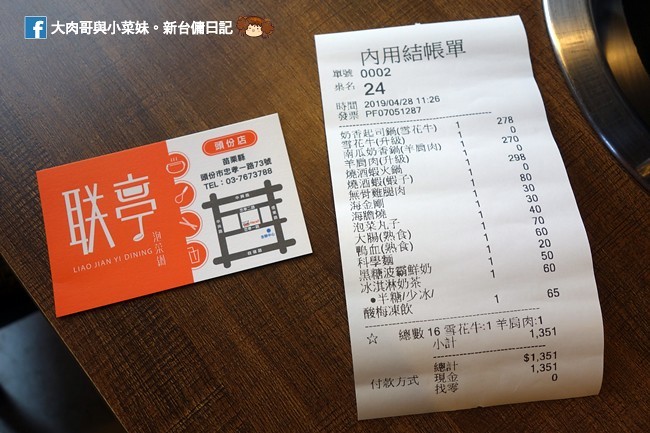 大肉哥與小菜妹。新台傭日記
頭份店
苗栗縣
頭份市忠孝一路73號
TEL：03-7673788
联亭
泡菜鍋
LIAO JIAN YI DINING
內用結帳單
單號 0002
桌名 24
時間 2019/04/28 11:26
發票 PF07051287
奶香起司鍋(雪花牛) 1 278
雪花牛(升級) 0
南瓜奶香鍋(羊肩肉) 1 270
羊肩肉(升級) 0
燒酒蝦火鍋 1 298
燒酒蝦(蝦子) 0
無骨雞腿肉 1 80
海金剛 1 30
海膽燒 1 30
泡菜丸子 1 40
大腸(熟食) 1 70
鴨血(熟食) 1 60
科學麵 1 20
黑糖波霸鮮奶 1 50
冰淇淋奶茶 1 60
●半糖/少冰/
酸梅凍飲 1 65
☆ 總數 16 雪花牛:1 羊肩肉:1
小計 1,351
總計 $1,351
付款方式 現金 1,351
找零 0